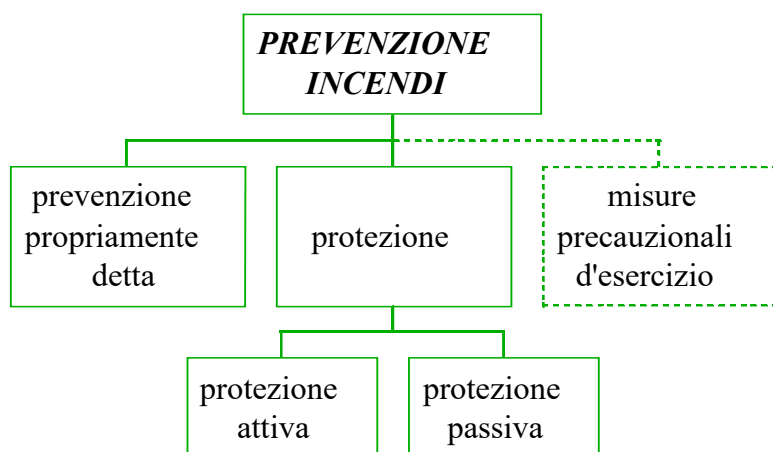 PREVENZIONE
INCENDI
prevenzione
propriamente
detta
protezione
misure
precauzionali
d'esercizio
protezione
attiva
protezione
passiva